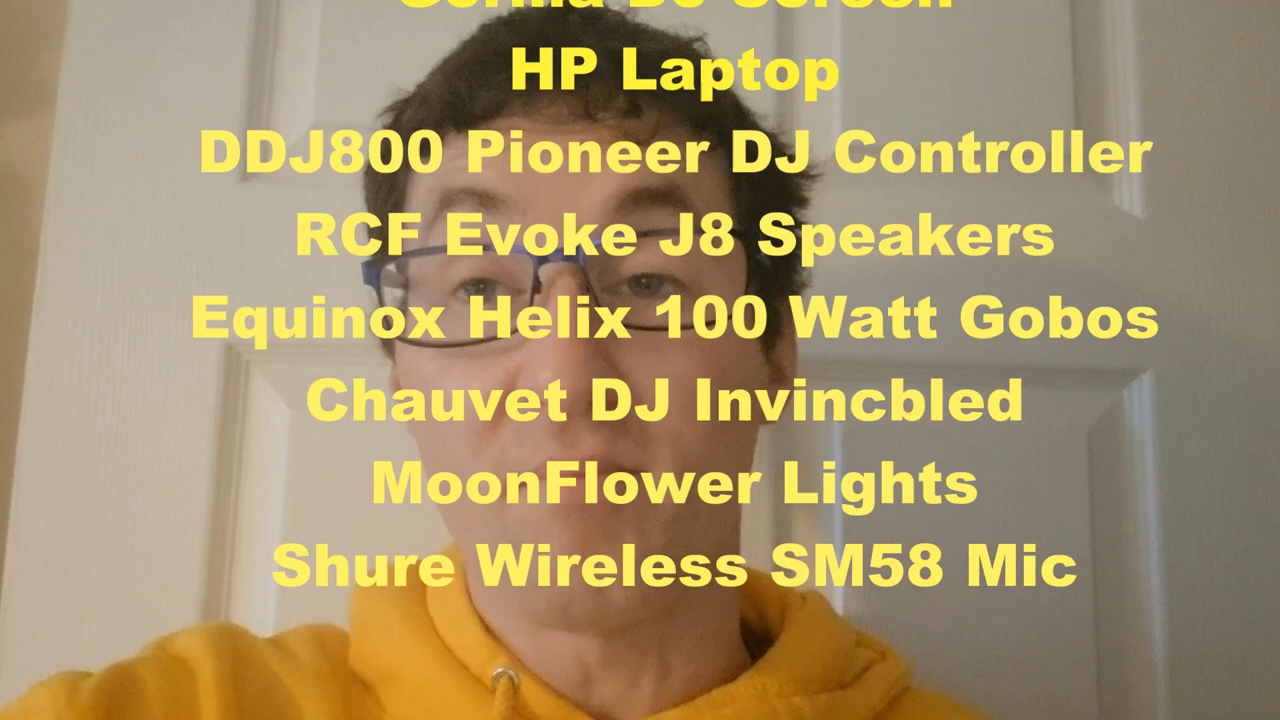 HP Laptop
DDJ800 Pioneer DJ Controller
RCF Evoke J8 Speakers
Equinox Helix 100 Watt Gobos
Chauvet DJ Invincbled
MoonFlower Lights
Shure Wireless SM58 Mic